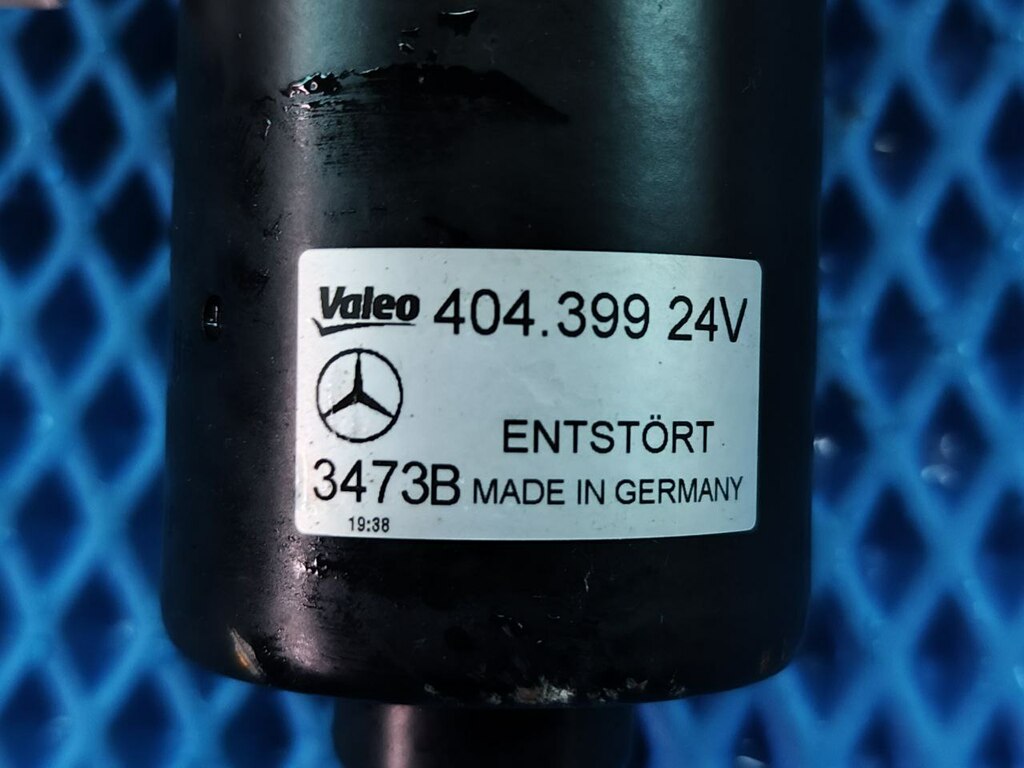 Valeo 404.399 24V
ENTSTÖRT
3473B MADE IN GERMANY
19:38